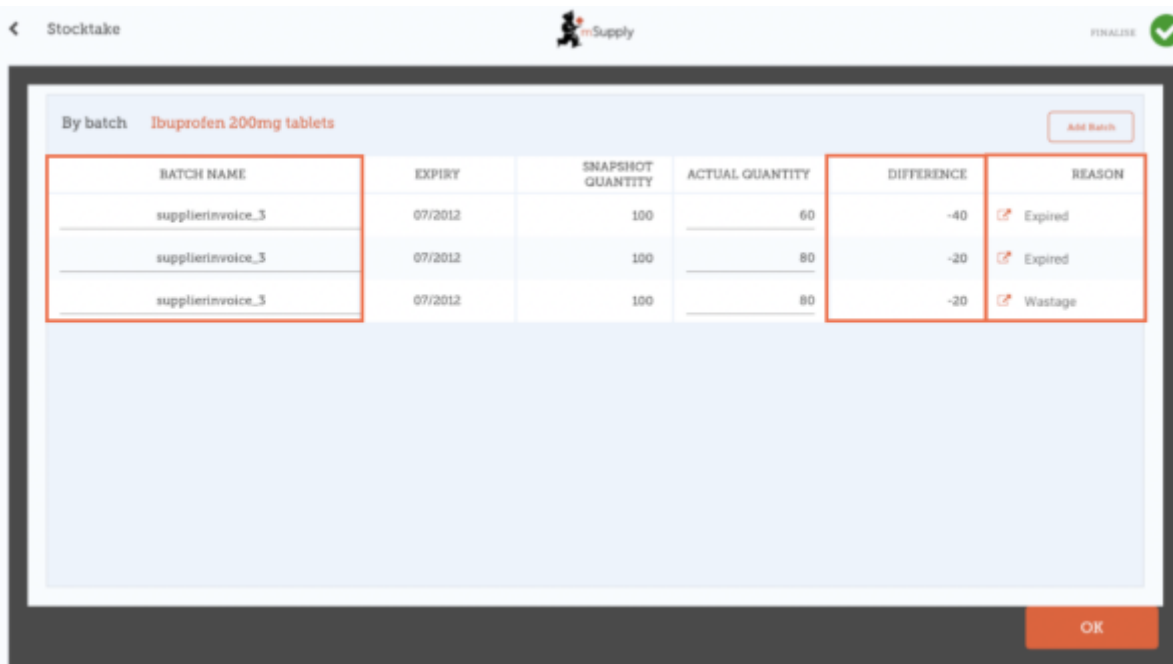 Stocktake
mSupply
FINALISE
By batch Ibuprofen 200mg tablets
Add Batch
BATCH NAME EXPIRY SNAPSHOT QUANTITY ACTUAL QUANTITY DIFFERENCE REASON
supplierinvoice_3 07/2012 100 60 -40 Expired
supplierinvoice_3 07/2012 100 80 -20 Expired
supplierinvoice_3 07/2012 100 80 -20 Wastage
OK